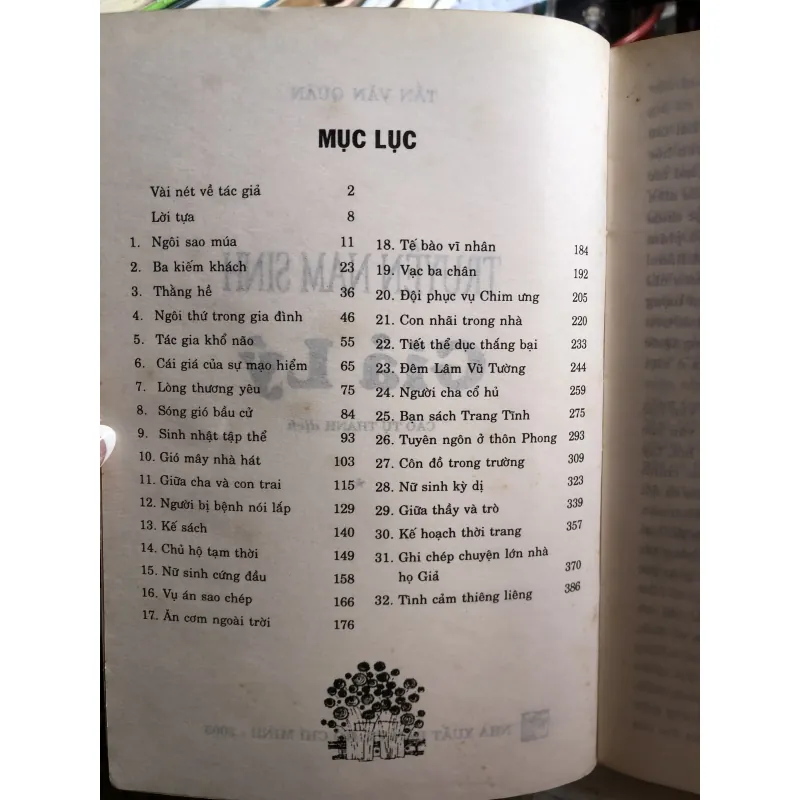 MỤC LỤC
Vài nét về tác giả 2
Lời tựa 8
1. Ngôi sao múa 11
2. Ba kiếm khách 23
3. Thằng hề 36
4. Ngôi thứ trong gia đình 46
5. Tác gia khổ não 55
6. Cái giá của sự mạo hiểm 65
7. Lòng thương yêu 75
8. Sóng gió bầu cử 84
9. Sinh nhật tập thể 93
10. Gió mây nhà hát 103
11. Giữa cha và con trai 115
12. Người bị bệnh nói lắp 129
13. Kế sách 140
14. Chủ hộ tạm thời 149
15. Nữ sinh cứng đầu 158
16. Vụ án sao chép 166
17. Ăn cơm ngoài trời 176
18. Tế bào vĩ nhân 184
19. Vạc ba chân 192
20. Đội phục vụ Chim ưng 205
21. Con nhãi trong nhà 220
22. Tiết thể dục thắng bại 233
23. Đêm Lâm Vũ Tường 244
24. Người cha cổ hủ 259
25. Bạn sách Trang Tĩnh 275
26. Tuyên ngôn ở thôn Phong 293
27. Côn đồ trong trường 309
28. Nữ sinh kỳ dị 323
29. Giữa thầy và trò 339
30. Kế hoạch thời trang 357
31. Ghi chép chuyện lớn nhà
họ Giả 370
32. Tình cảm thiêng liêng 386
TẦN VĂN QUÂN
TRUYỆN NAM SINH
Giả Lý
CAO TỰ THANH dịch